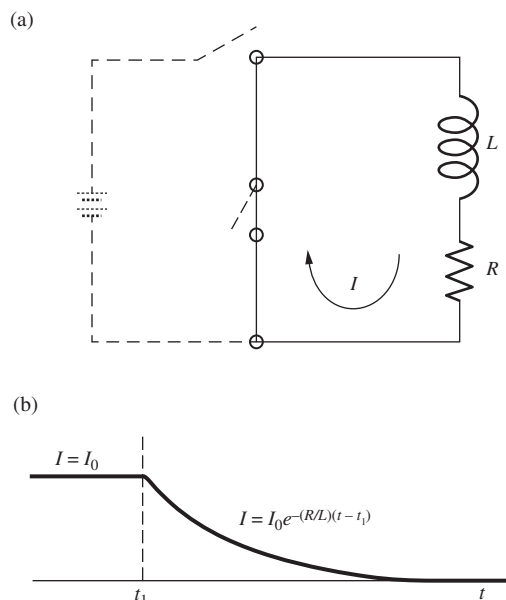 (a)
L
R
I
(b)
I = I₀
I = I₀e^–(R/L)(t – t₁)
t₁
t